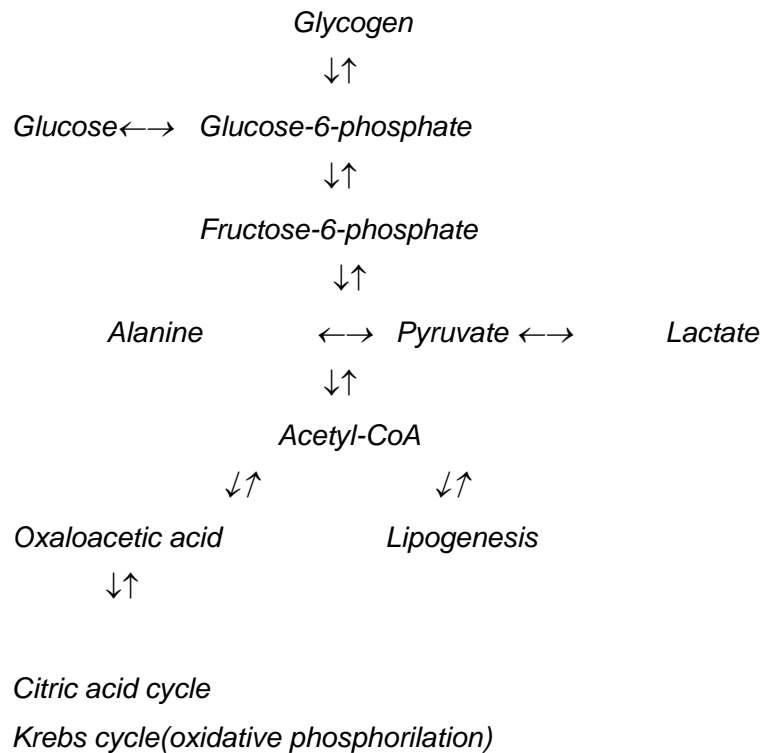 Glycogen
↓↑
Glucose←→ Glucose-6-phosphate
↓↑
Fructose-6-phosphate
↓↑
Alanine ←→ Pyruvate ←→ Lactate
↓↑
Acetyl-CoA
↓↑ ↓↑
Oxaloacetic acid Lipogenesis
↓↑
Citric acid cycle
Krebs cycle(oxidative phosphorilation)